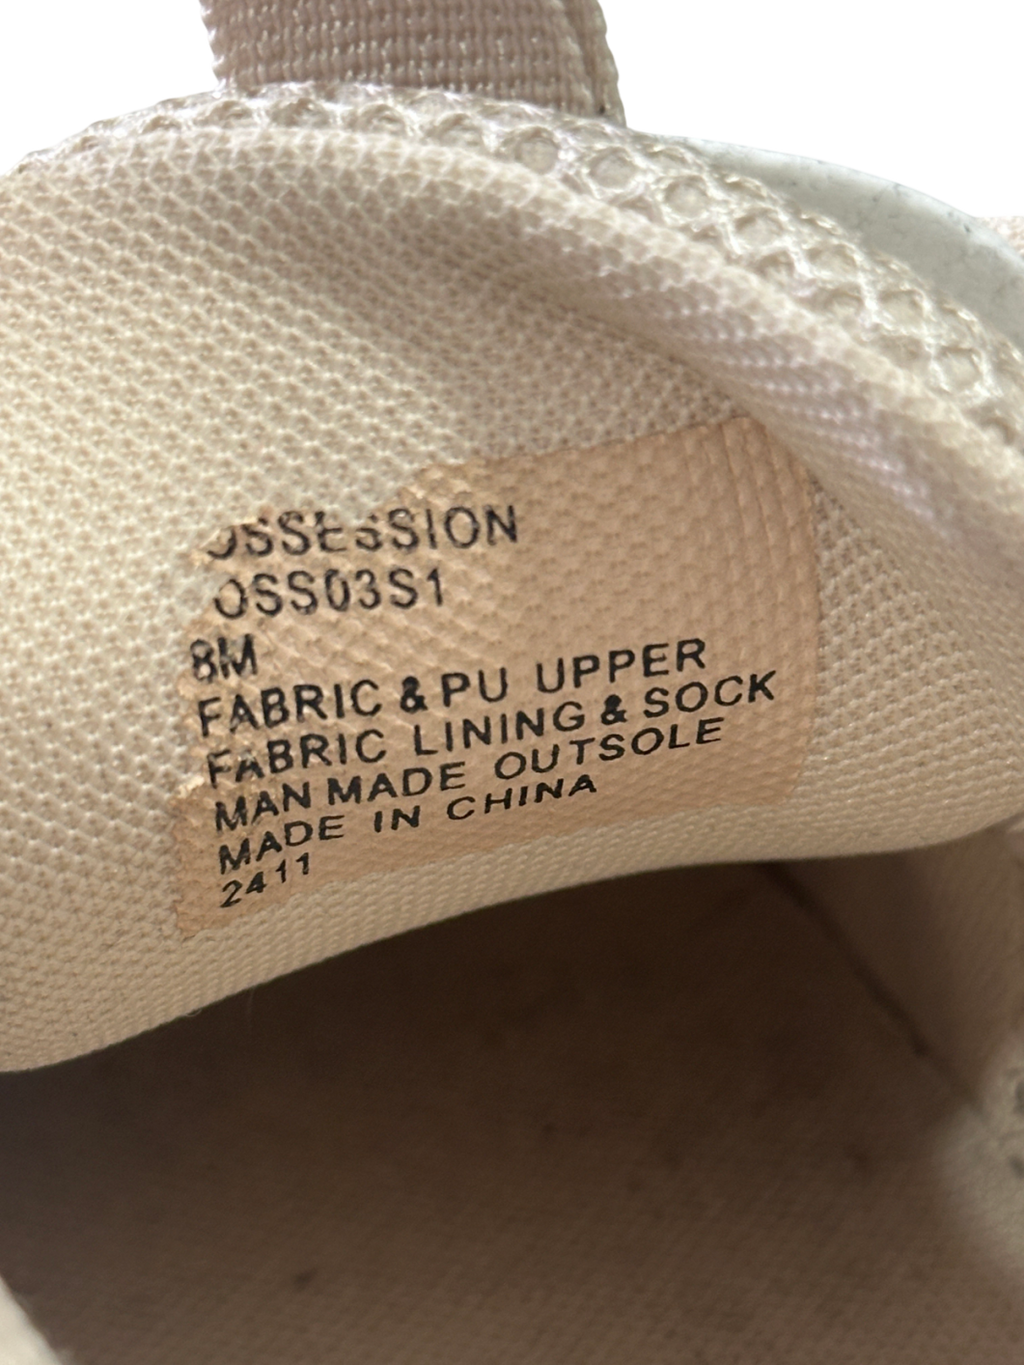 OSSESSION
OSS03S1
8M
FABRIC & PU UPPER
FABRIC LINING & SOCK
MAN MADE OUTSOLE
MADE IN CHINA
2411